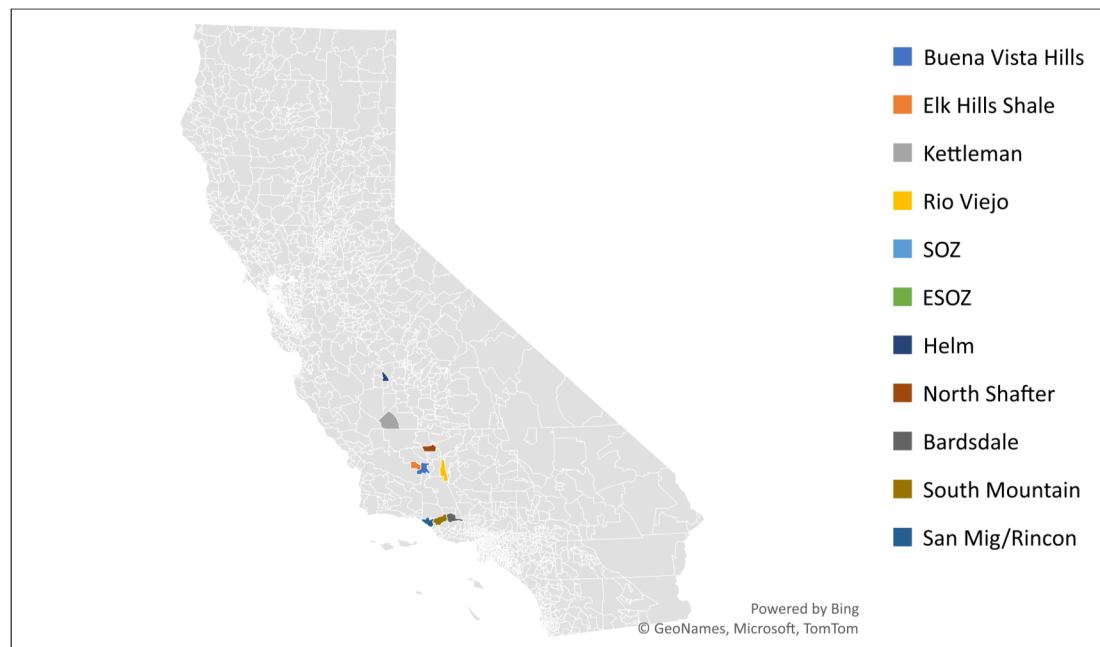 Buena Vista Hills
Elk Hills Shale
Kettleman
Rio Viejo
SOZ
ESOZ
Helm
North Shafter
Bardsdale
South Mountain
San Mig/Rincon
Powered by Bing
© GeoNames, Microsoft, TomTom